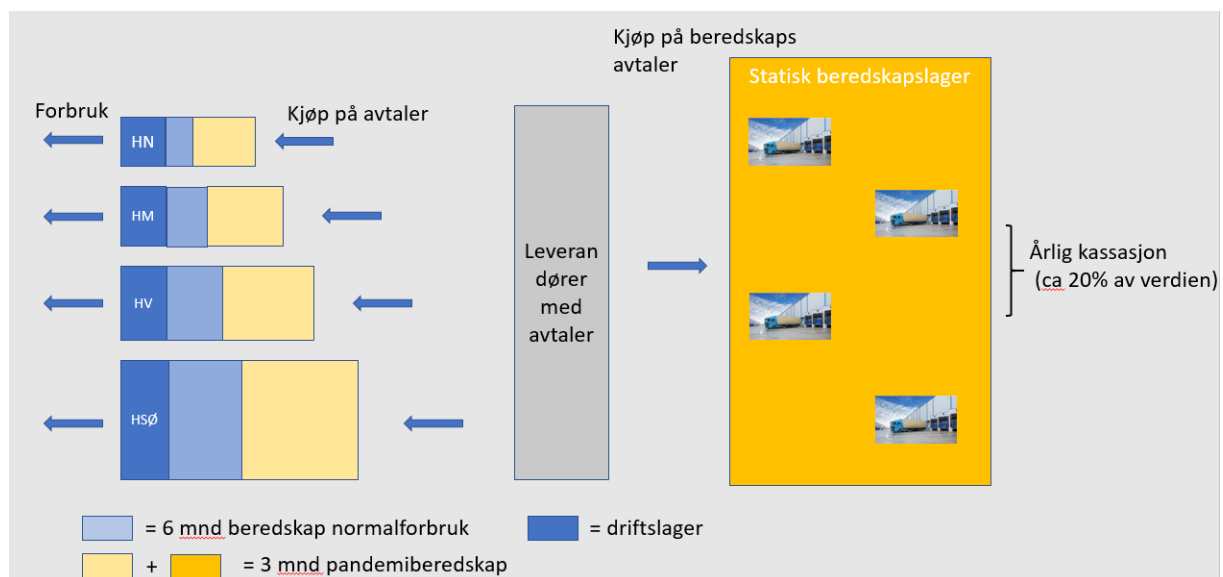 Kjøp på beredskaps
avtaler
Statisk beredskapslager
Forbruk
Kjøp på avtaler
HN
HM
HV
HSØ
Leveran
dører
med
avtaler
Årlig kassasjon
(ca 20% av verdien)
= 6 mnd beredskap normalforbruk
= driftslager
+
= 3 mnd pandemiberedskap